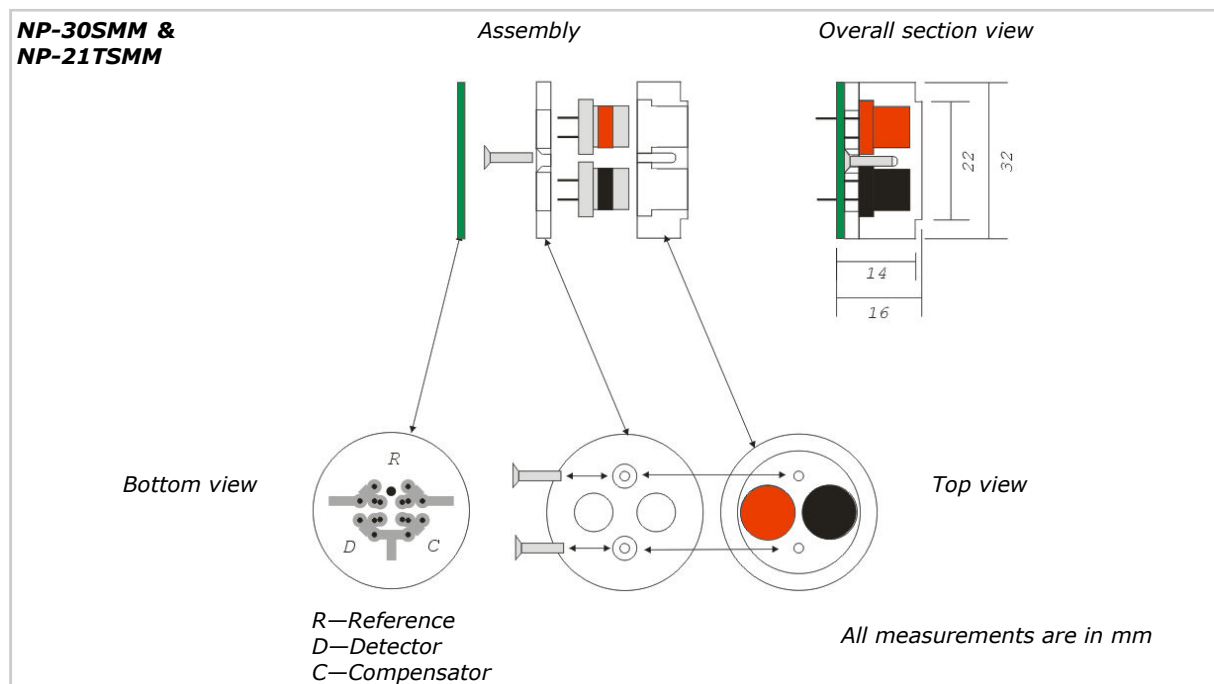 NP-30SMM &
NP-21TSMM
Assembly
Overall section view
22
32
14
16
Bottom view
R
D
C
Top view
R—Reference
D—Detector
C—Compensator
All measurements are in mm